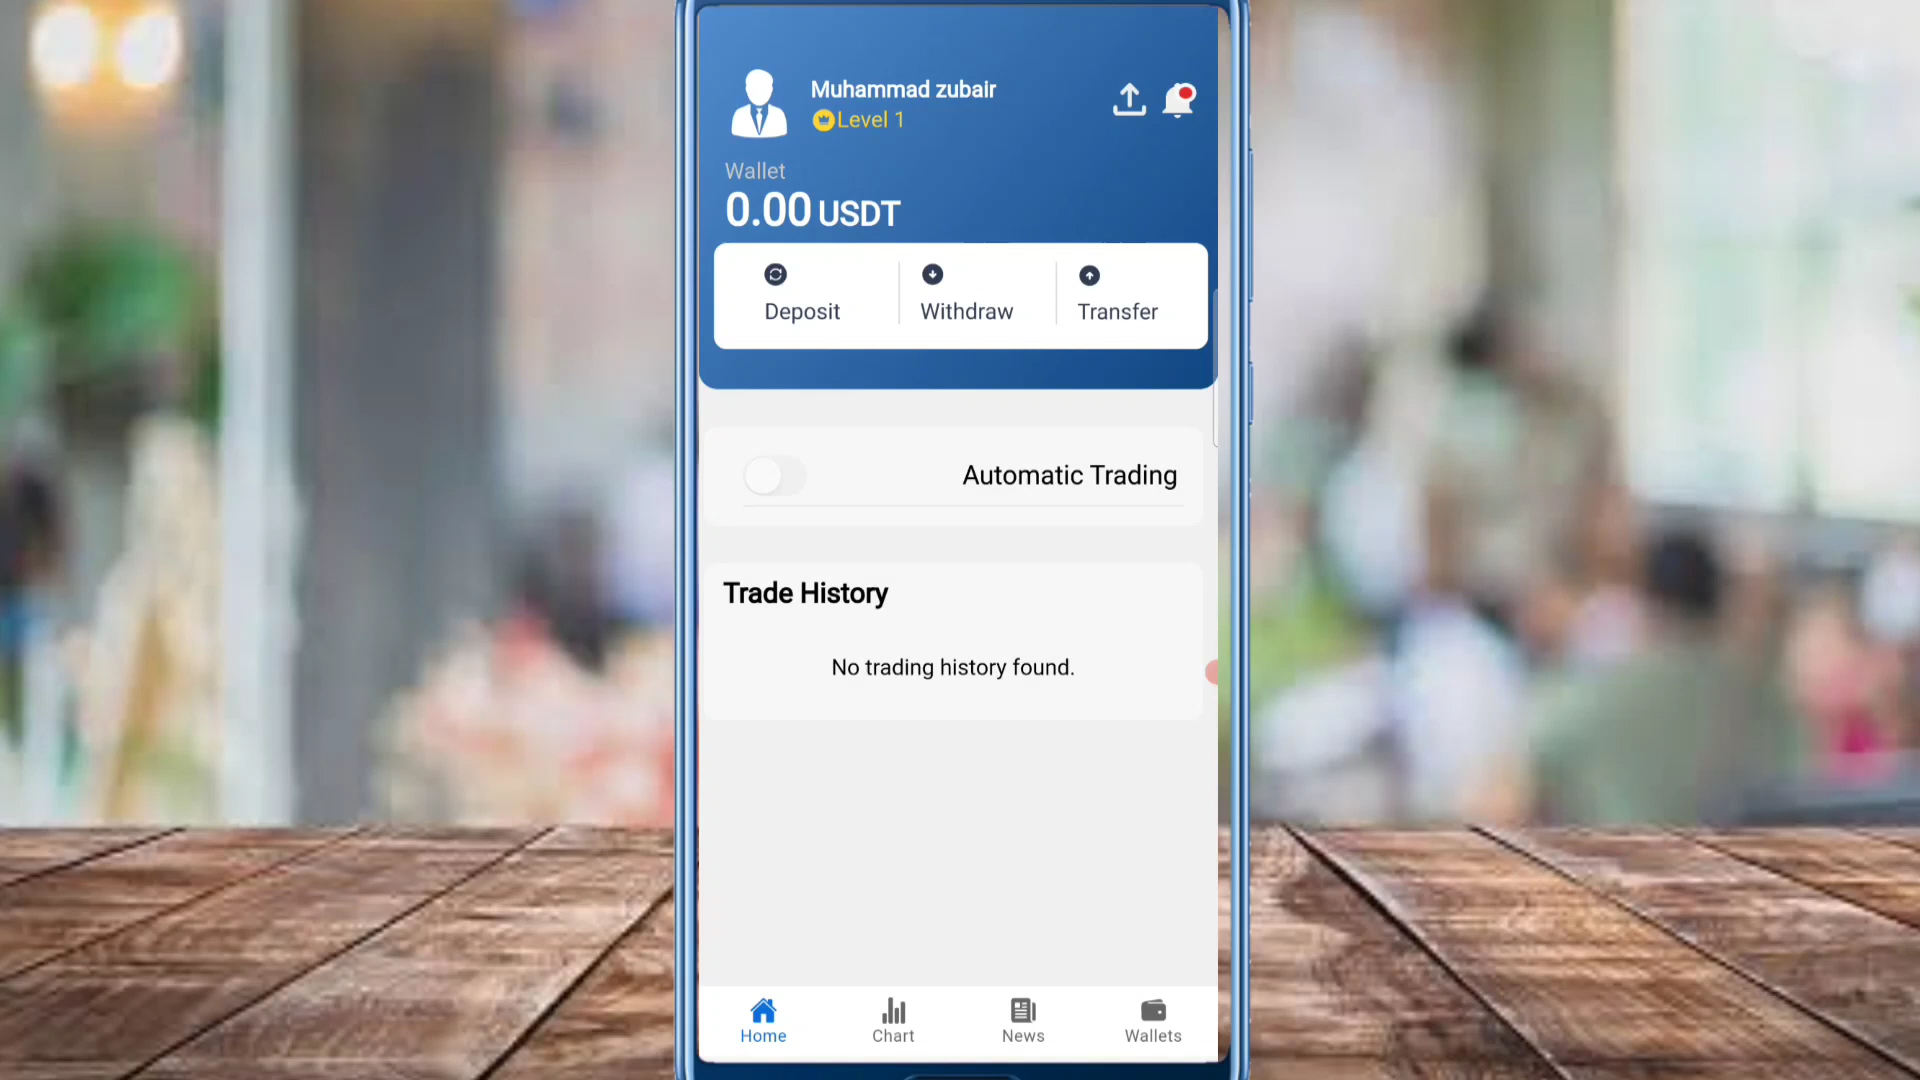 Muhammad zubair
Level 1
Wallet
0.00 USDT
Deposit
Withdraw
Transfer
Automatic Trading
Trade History
No trading history found.
Home
Chart
News
Wallets